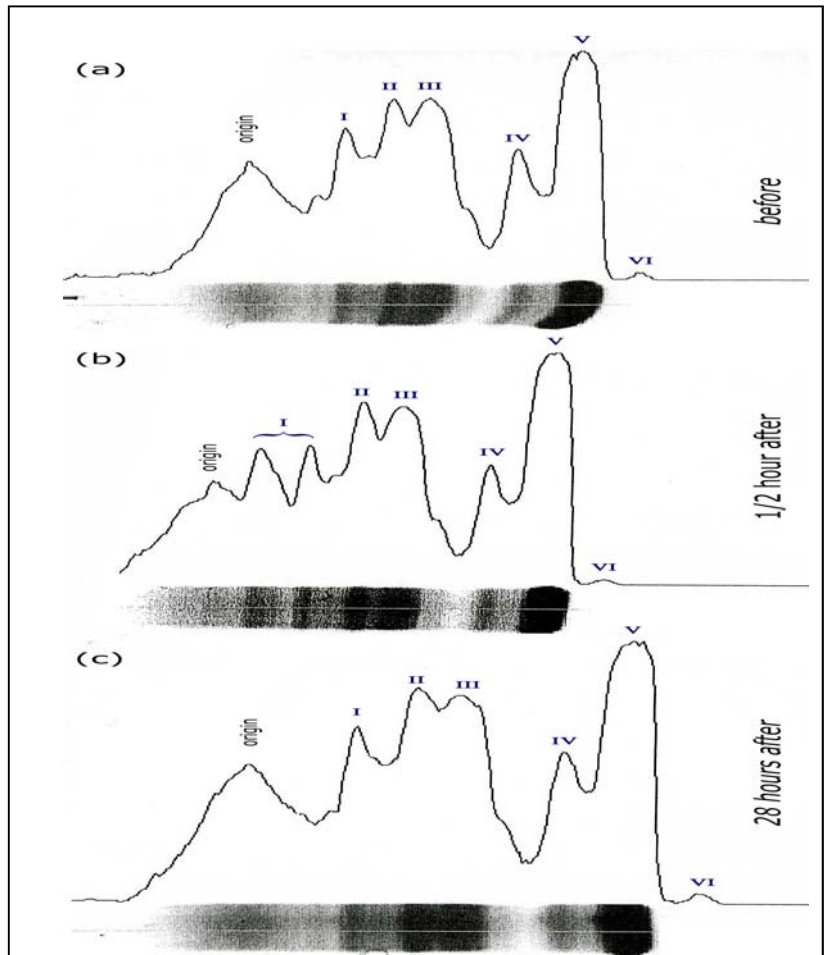 (a)
origin
I
II
III
IV
V
VI
before
(b)
origin
I
II
III
IV
V
VI
1/2 hour after
(c)
origin
I
II
III
IV
V
VI
28 hours after